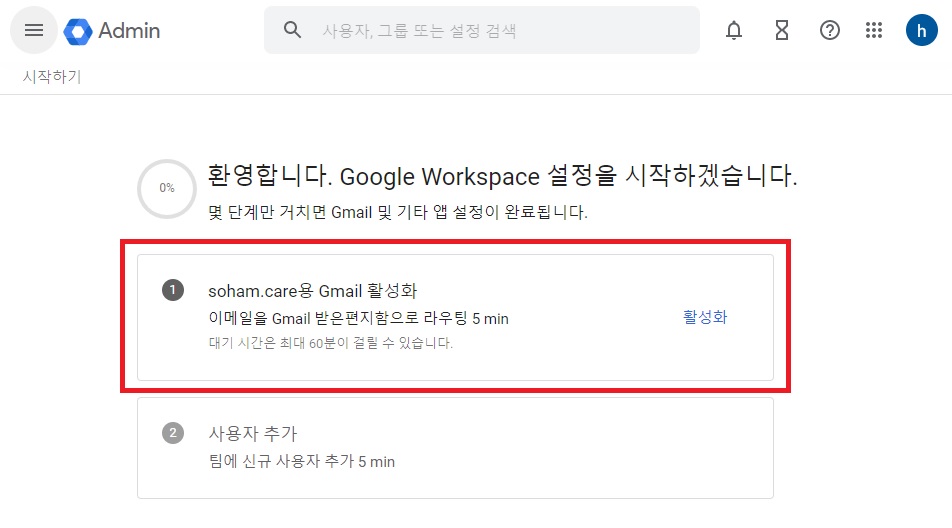 Admin
사용자, 그룹 또는 설정 검색
h
시작하기
0%
환영합니다. Google Workspace 설정을 시작하겠습니다.
몇 단계만 거치면 Gmail 및 기타 앱 설정이 완료됩니다.
1
soham.care용 Gmail 활성화
이메일을 Gmail 받은편지함으로 라우팅 5 min
활성화
대기 시간은 최대 60분이 걸릴 수 있습니다.
2
사용자 추가
팀에 신규 사용자 추가 5 min